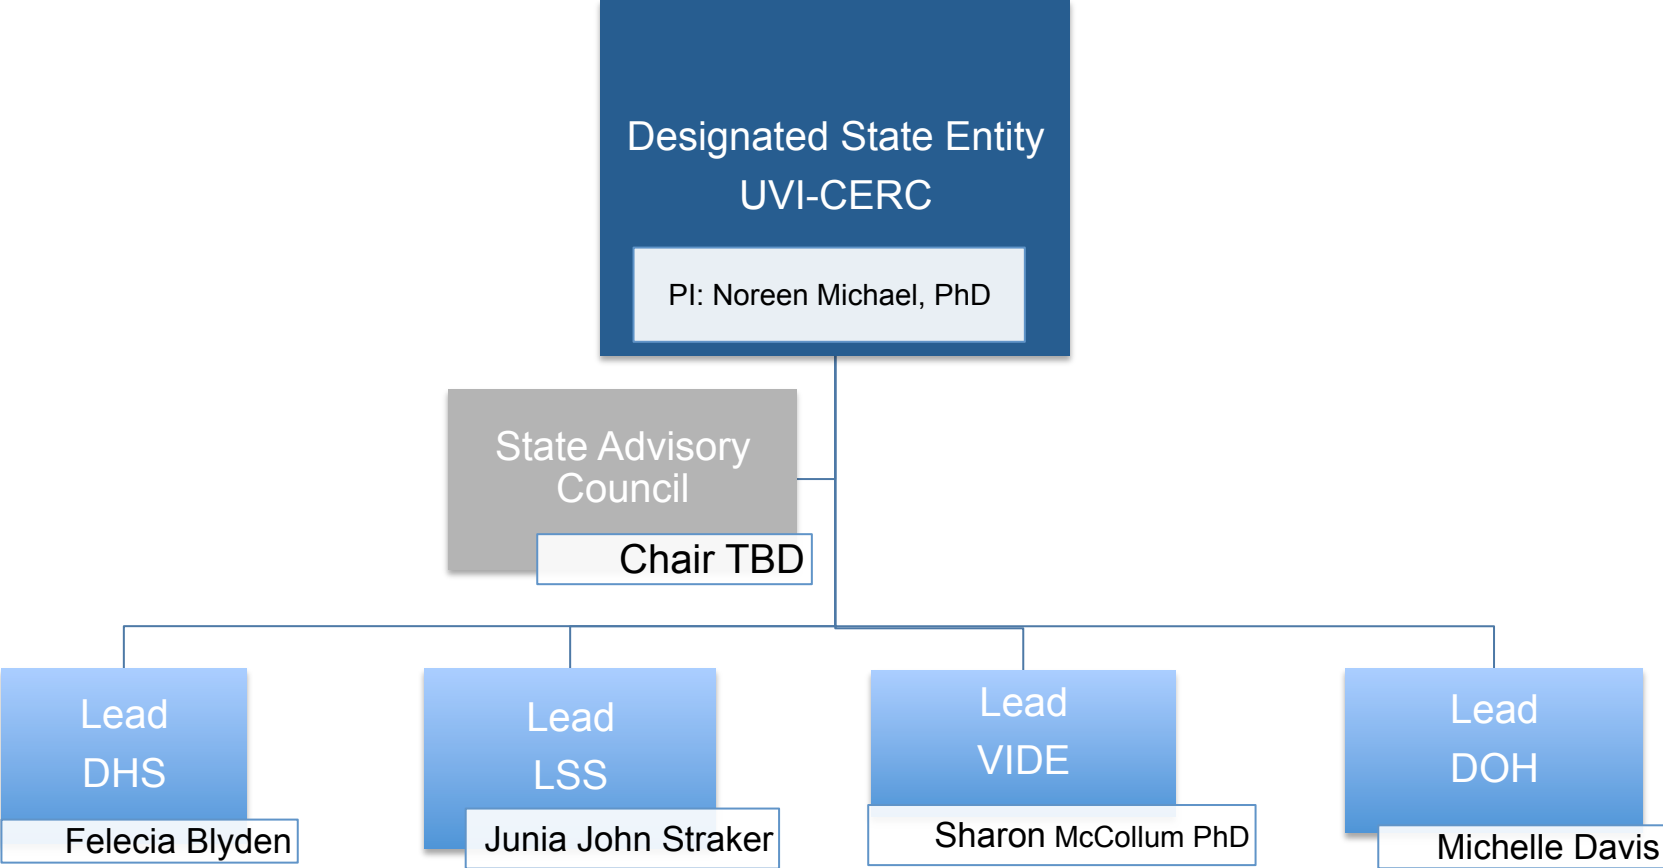 Designated State Entity
UVI-CERC
PI: Noreen Michael, PhD
State Advisory
Council
Chair TBD
Lead
DHS
Felecia Blyden
Lead
LSS
Junia John Straker
Lead
VIDE
Sharon McCollum PhD
Lead
DOH
Michelle Davis